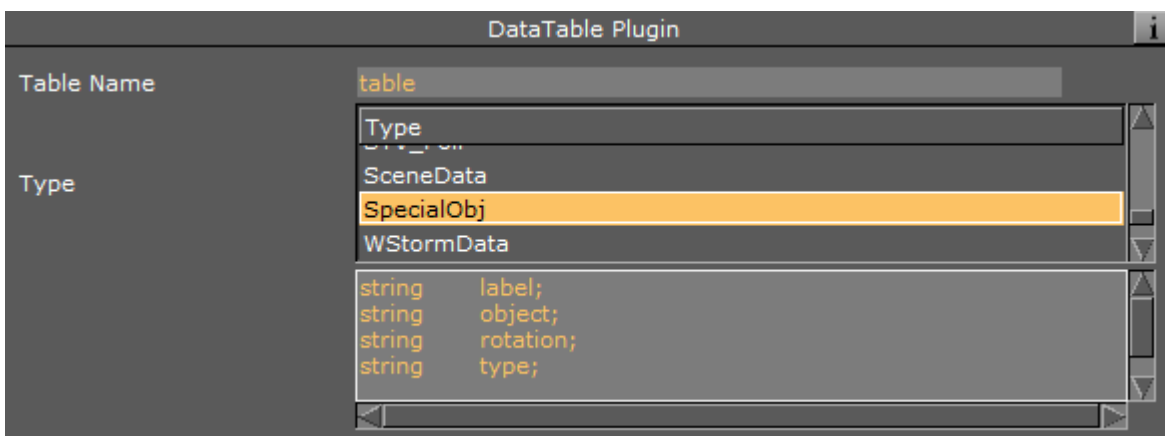 DataTable Plugin
i
Table Name
table
Type
Type
SceneData
SpecialObj
WStormData
string label;
string object;
string rotation;
string type;